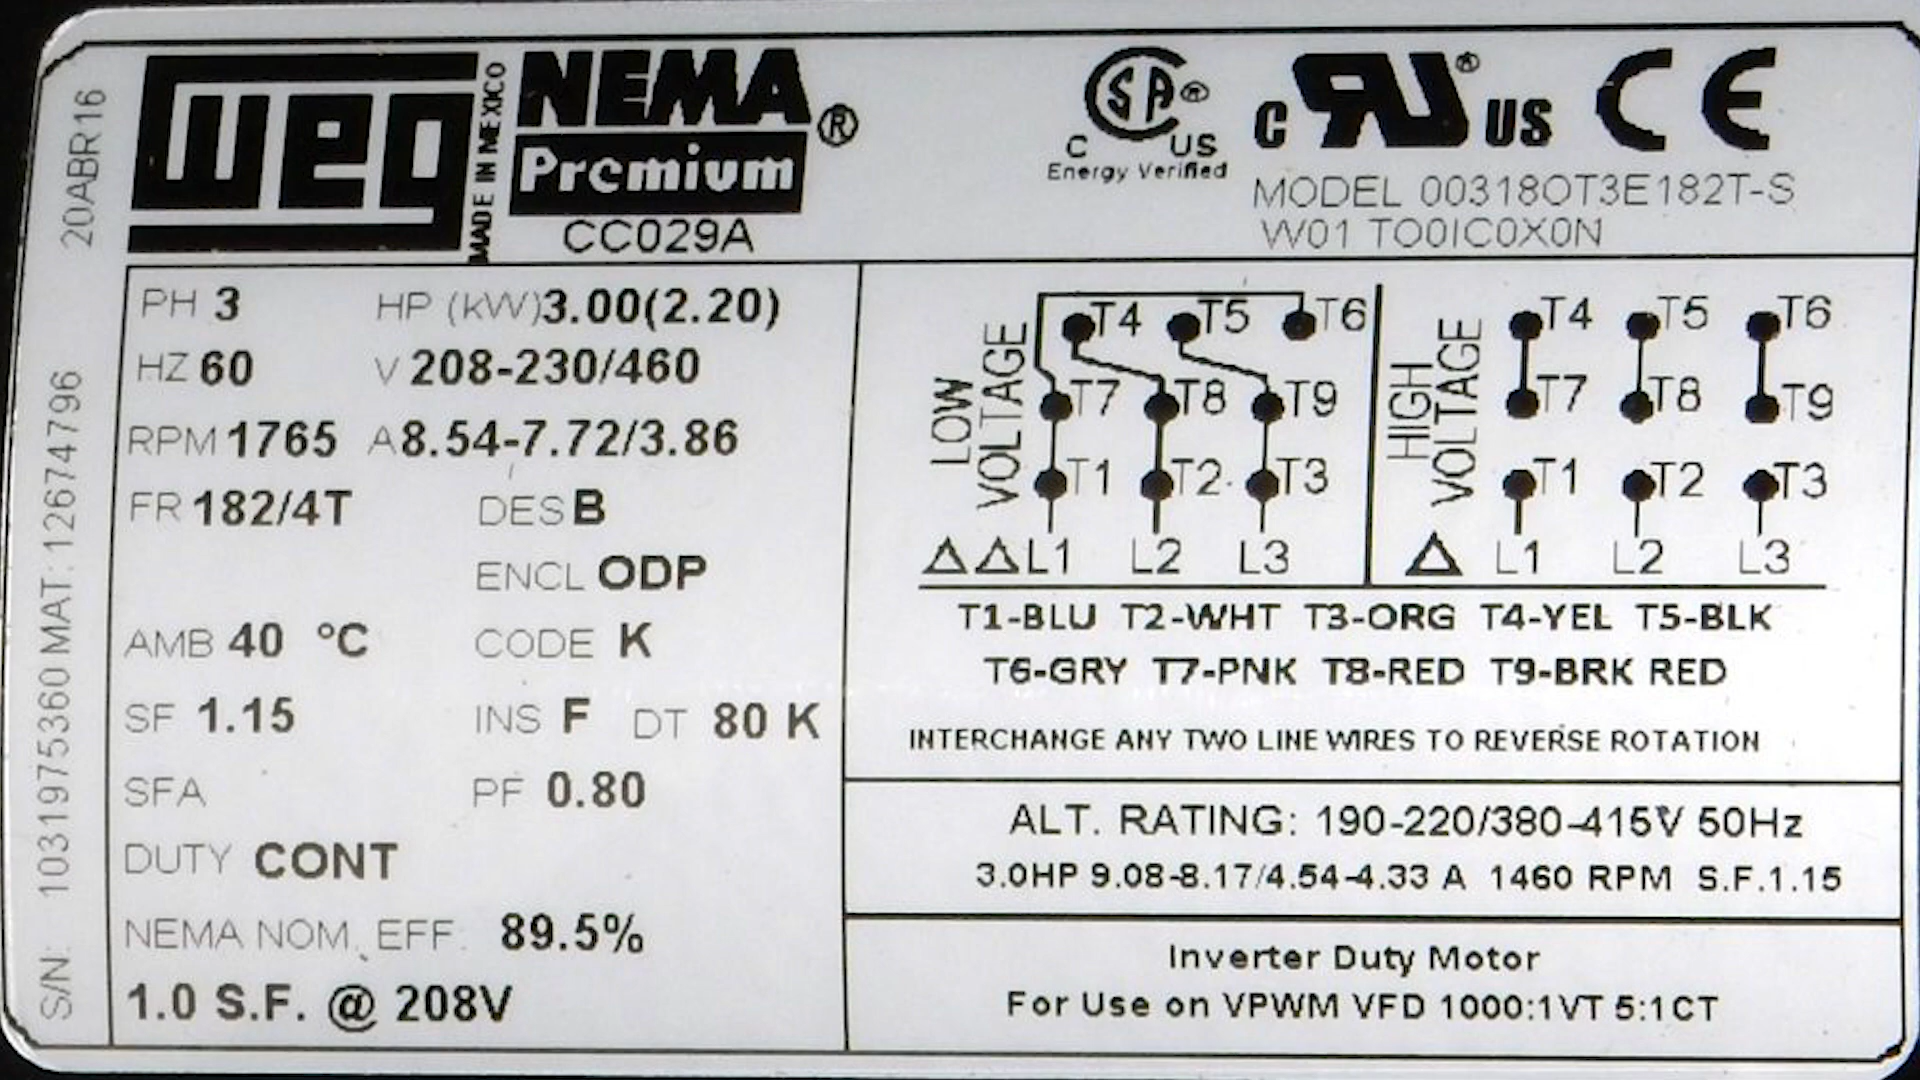 WEG
MADE IN MEXICO
NEMA ®
Premium
CC029A
SA ®
C US
Energy Verified
C RU ® US CE
MODEL 00318OT3E182T-S
W01 TO0IC0X0N
20ABR16
S/N: 1031975360 MAT: 12674796
PH 3 HP (kW) 3.00(2.20)
HZ 60 V 208-230/460
RPM 1765 A 8.54-7.72/3.86
FR 182/4T DES B
ENCL ODP
AMB 40 °C CODE K
SF 1.15 INS F DT 80 K
SFA PF 0.80
DUTY CONT
NEMA NOM. EFF. 89.5%
1.0 S.F. @ 208V
LOW VOLTAGE
T4 T5 T6
T7 T8 T9
T1 T2 T3
△△ L1 L2 L3
HIGH VOLTAGE
T4 T5 T6
T7 T8 T9
T1 T2 T3
△ L1 L2 L3
T1-BLU T2-WHT T3-ORG T4-YEL T5-BLK
T6-GRY T7-PNK T8-RED T9-BRK RED
INTERCHANGE ANY TWO LINE WIRES TO REVERSE ROTATION
ALT. RATING: 190-220/380-415V 50Hz
3.0HP 9.08-8.17/4.54-4.33 A 1460 RPM S.F.1.15
Inverter Duty Motor
For Use on VPWM VFD 1000:1VT 5:1CT